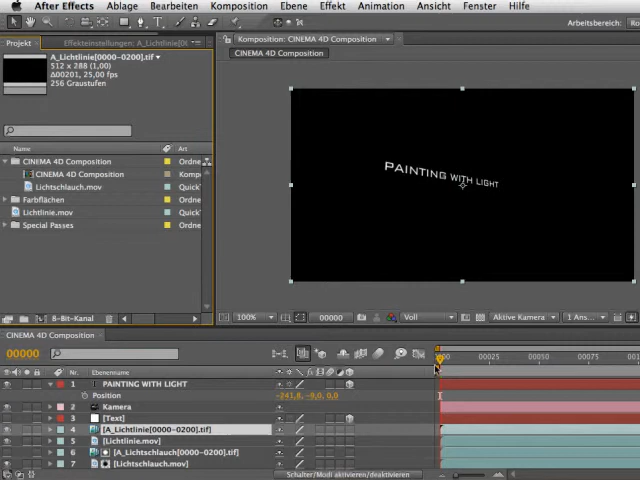 After Effects Ablage Bearbeiten Komposition Ebene Effekt Animation Ansicht Fenster Hilfe
Arbeitsbereich:
Projekt Effekteinstellungen: A_Lichtlinie[00
Komposition: CINEMA 4D Composition
CINEMA 4D Composition
A_Lichtlinie[0000-0200].tif
512 x 288 (1,00)
Δ00201, 25,00 fps
256 Graustufen
Name Art
CINEMA 4D Composition Ordne
CINEMA 4D Composition Kompo
Lichtschlauch.mov Quick
Farbflächen Ordne
Lichtlinie.mov Quick
Special Passes Ordne
PAINTING WITH LIGHT
8-Bit-Kanal
100% 00000 Voll Aktive Kamera 1 Ans...
CINEMA 4D Composition
00000
000 00025 00050 00075 001
Nr. Ebenenname
1 PAINTING WITH LIGHT
Position -241,8, -9,0, 0,0
2 Kamera
3 [Text]
4 [A_Lichtlinie[0000-0200].tif]
5 [Lichtlinie.mov]
6 [A_Lichtschlauch[0000-0200].tif]
7 [Lichtschlauch.mov]
Schalter/Modi aktivieren/deaktivieren